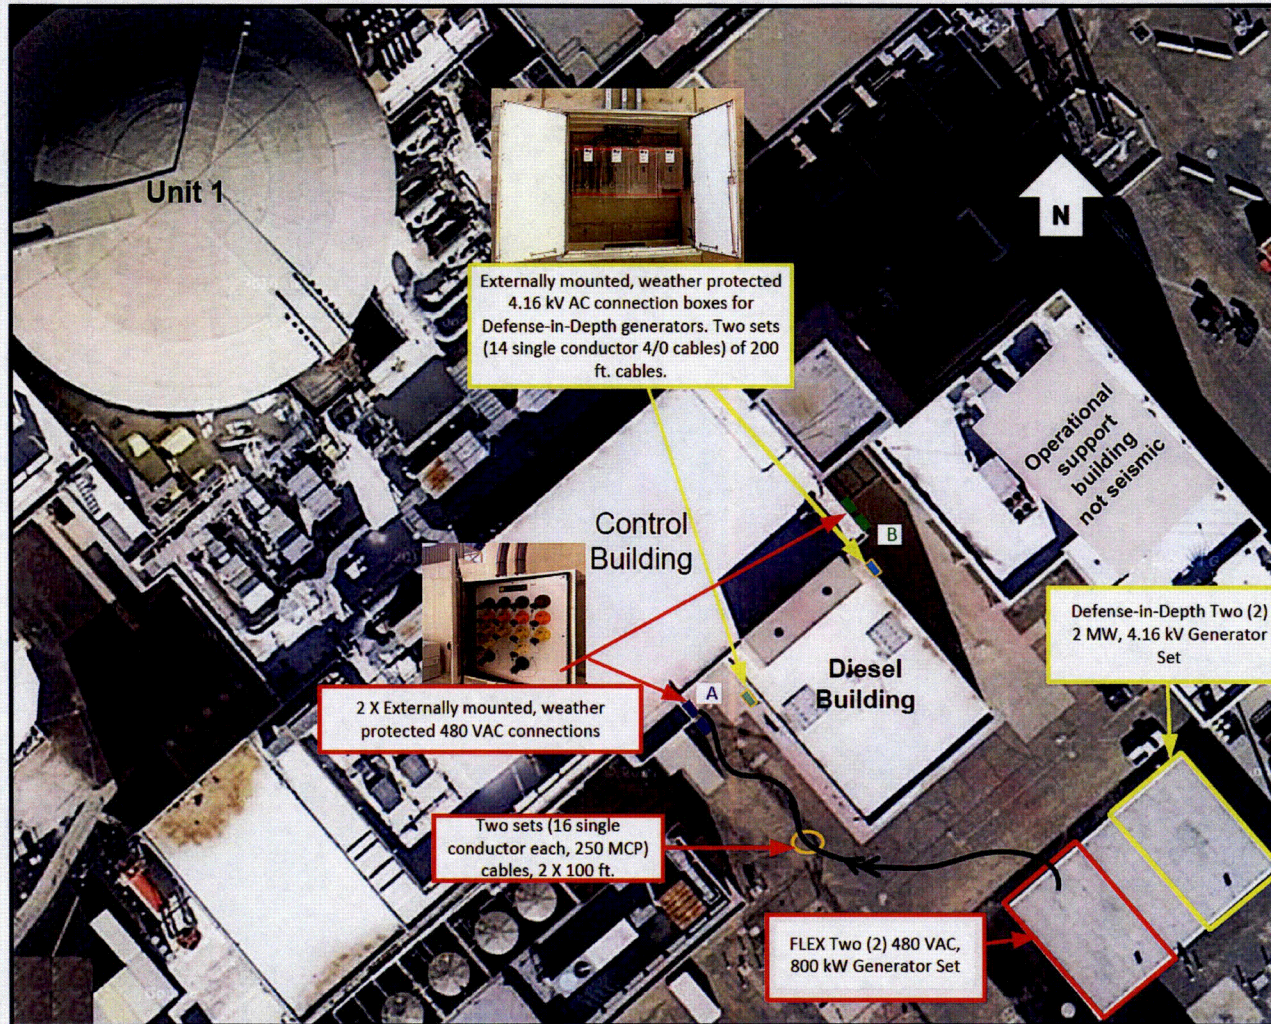 Unit 1
N
Externally mounted, weather protected
4.16 kV AC connection boxes for
Defense-in-Depth generators. Two sets
(14 single conductor 4/0 cables) of 200
ft. cables.
Operational
support
building
not seismic
Control
Building
B
Defense-in-Depth Two (2)
2 MW, 4.16 kV Generator
Set
Diesel
Building
A
2 X Externally mounted, weather
protected 480 VAC connections
Two sets (16 single
conductor each, 250 MCP)
cables, 2 X 100 ft.
FLEX Two (2) 480 VAC,
800 kW Generator Set